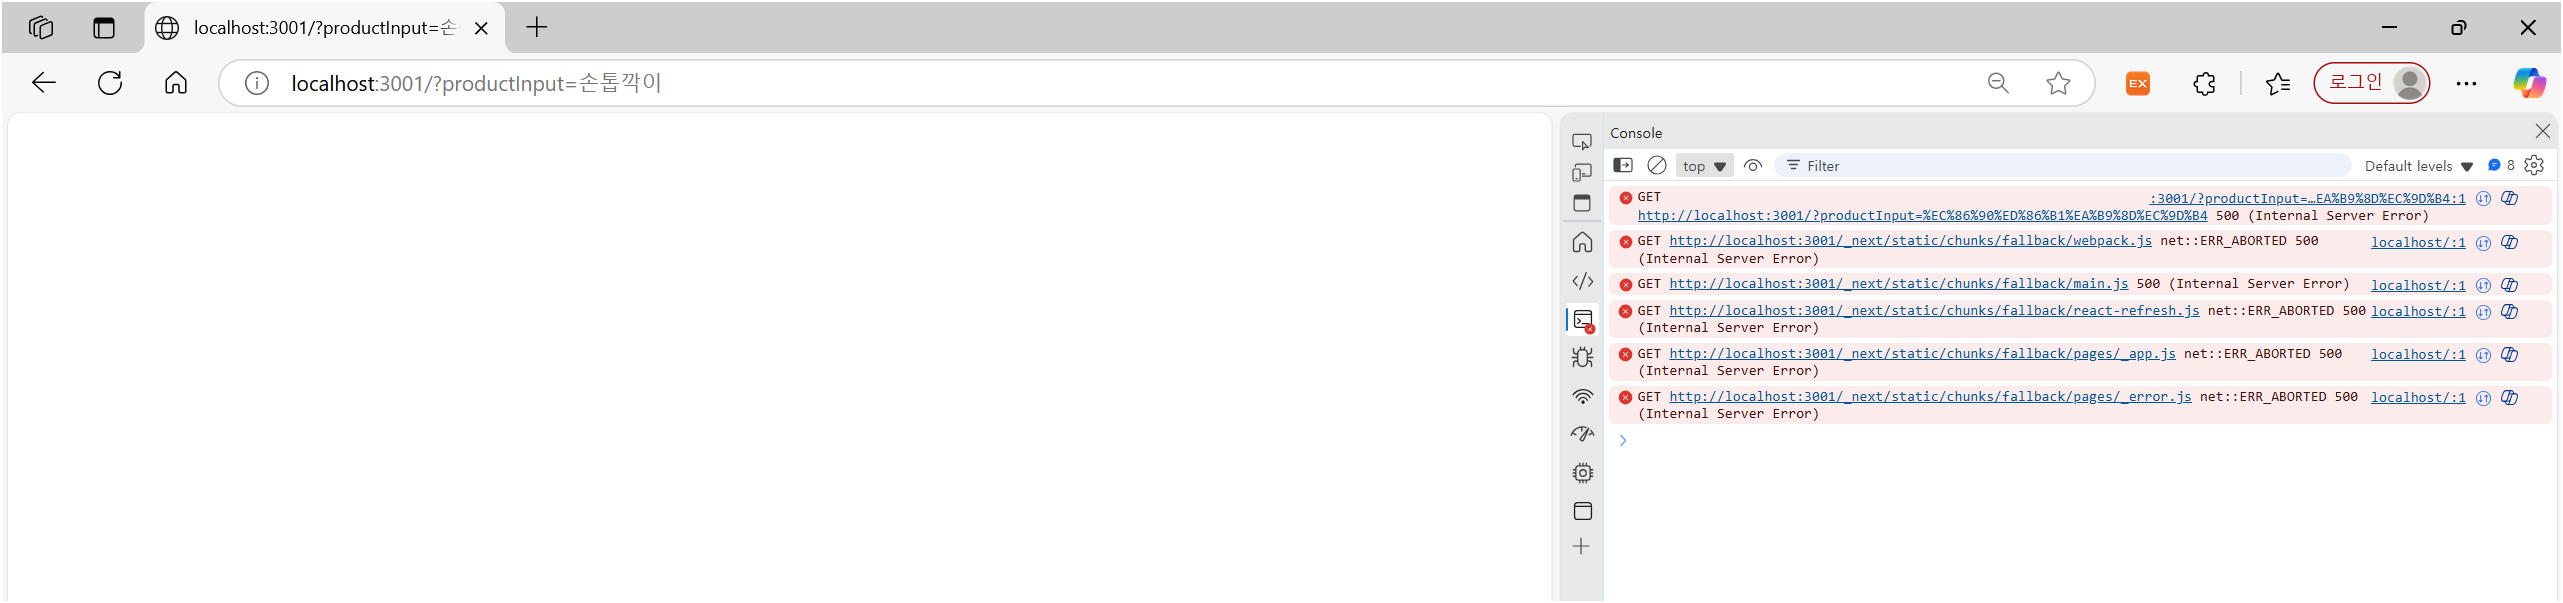 localhost:3001/?productInput=손
localhost:3001/?productInput=손톱깍이
EX
로그인
Console
top
Filter
Default levels
8
GET
:3001/?productInput=…EA%B9%8D%EC%9D%B4:1
http://localhost:3001/?productInput=%EC%86%90%ED%86%B1%EA%B9%8D%EC%9D%B4 500 (Internal Server Error)
GET http://localhost:3001/_next/static/chunks/fallback/webpack.js net::ERR_ABORTED 500
localhost/:1
(Internal Server Error)
GET http://localhost:3001/_next/static/chunks/fallback/main.js 500 (Internal Server Error)
localhost/:1
GET http://localhost:3001/_next/static/chunks/fallback/react-refresh.js net::ERR_ABORTED 500
localhost/:1
(Internal Server Error)
GET http://localhost:3001/_next/static/chunks/fallback/pages/_app.js net::ERR_ABORTED 500
localhost/:1
(Internal Server Error)
GET http://localhost:3001/_next/static/chunks/fallback/pages/_error.js net::ERR_ABORTED 500
localhost/:1
(Internal Server Error)